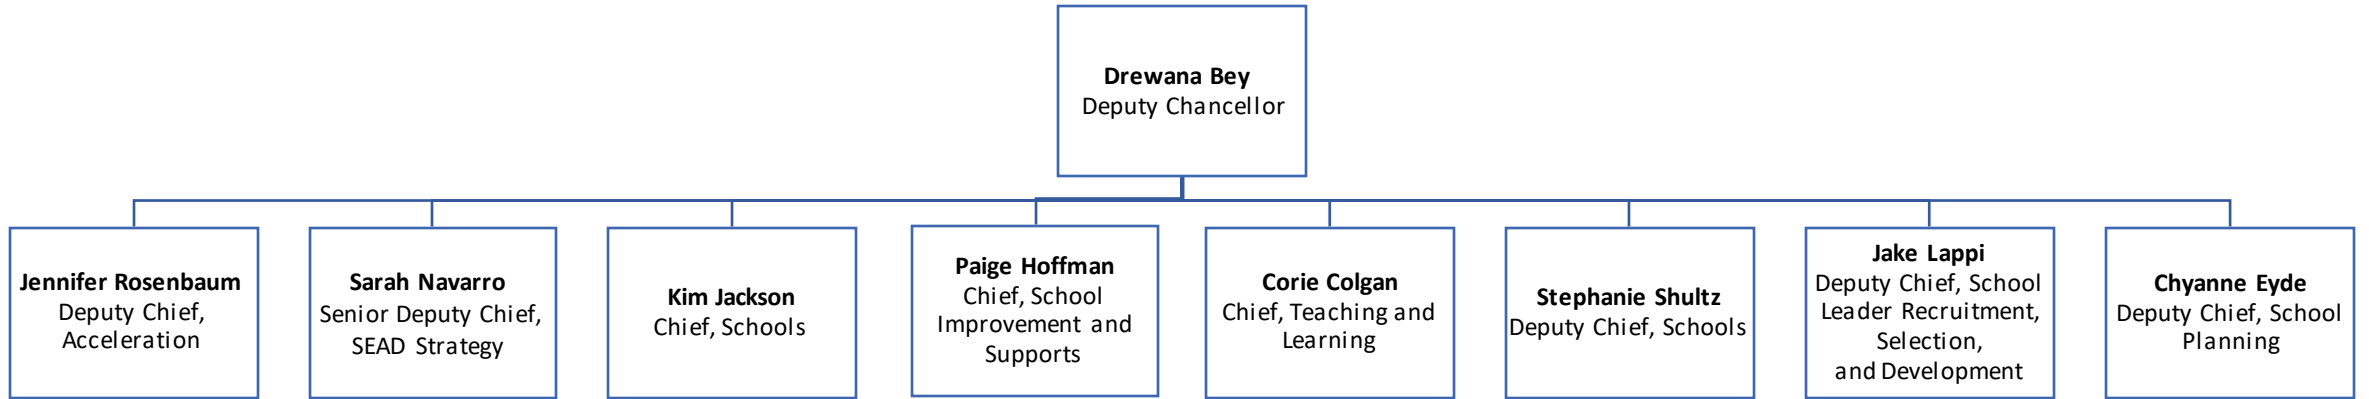 Drewana Bey
Deputy Chancellor
Jennifer Rosenbaum
Deputy Chief,
Acceleration
Sarah Navarro
Senior Deputy Chief,
SEAD Strategy
Kim Jackson
Chief, Schools
Paige Hoffman
Chief, School
Improvement and
Supports
Corie Colgan
Chief, Teaching and
Learning
Stephanie Shultz
Deputy Chief, Schools
Jake Lappi
Deputy Chief, School
Leader Recruitment,
Selection,
and Development
Chyanne Eyde
Deputy Chief, School
Planning